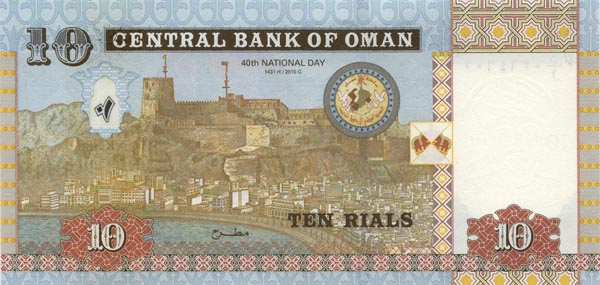 10 CENTRAL BANK OF OMAN
40th NATIONAL DAY
1431 H / 2010 C
TEN RIALS
مطرح
10
10